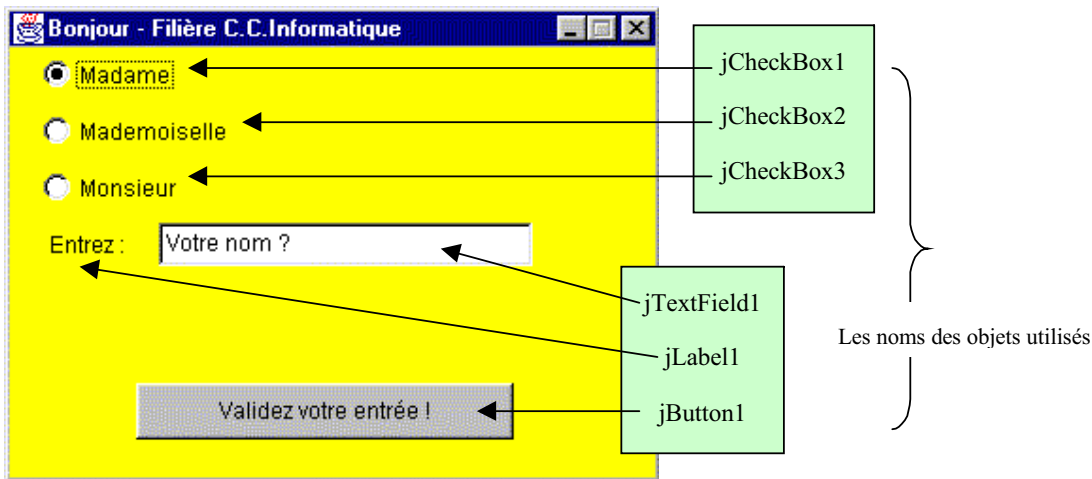 Bonjour - Filière C.C.Informatique
Madame
Mademoiselle
Monsieur
Entrez :
Votre nom ?
Validez votre entrée !
jCheckBox1
jCheckBox2
jCheckBox3
jTextField1
jLabel1
jButton1
Les noms des objets utilisés